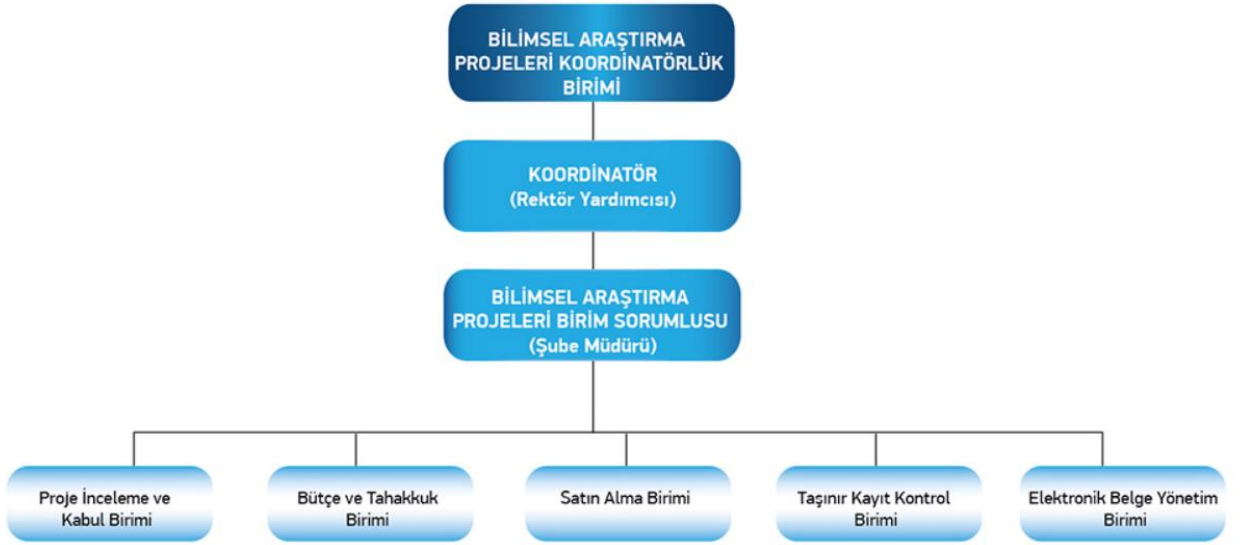 BİLİMSEL ARAŞTIRMA
PROJELERİ KOORDİNATÖRLÜK
BİRİMİ
KOORDİNATÖR
(Rektör Yardımcısı)
BİLİMSEL ARAŞTIRMA
PROJELERİ BİRİM SORUMLUSU
(Şube Müdürü)
Proje İnceleme ve
Kabul Birimi
Bütçe ve Tahakkuk
Birimi
Satın Alma Birimi
Taşınır Kayıt Kontrol
Birimi
Elektronik Belge Yönetim
Birimi